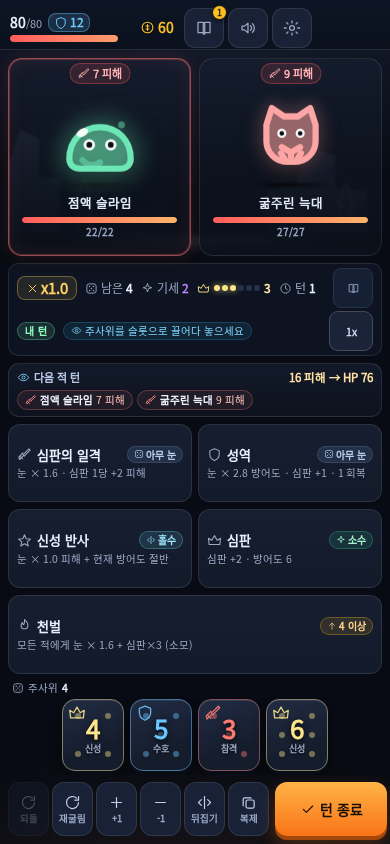 80/80 12 60 1
7 피해 9 피해
점액 슬라임 굶주린 늑대
22/22 27/27
x1.0 남은 4 기세 2 3 턴 1
내 턴 주사위를 슬롯으로 끌어다 놓으세요 1x
다음 적 턴 16 피해 → HP 76
점액 슬라임 7 피해 굶주린 늑대 9 피해
심판의 일격 아무 눈 성역 아무 눈
눈 × 1.6 · 심판 1당 +2 피해 눈 × 2.8 방어도 · 심판 +1 · 1 회복
신성 반사 홀수 심판 소수
눈 × 1.0 피해 + 현재 방어도 절반 심판 +2 · 방어도 6
천벌 4 이상
모든 적에게 눈 × 1.6 + 심판×3 (소모)
주사위 4
4 5 3 6
신성 수호 참격 신성
되돌 재굴림 +1 -1 뒤집기 복제 턴 종료